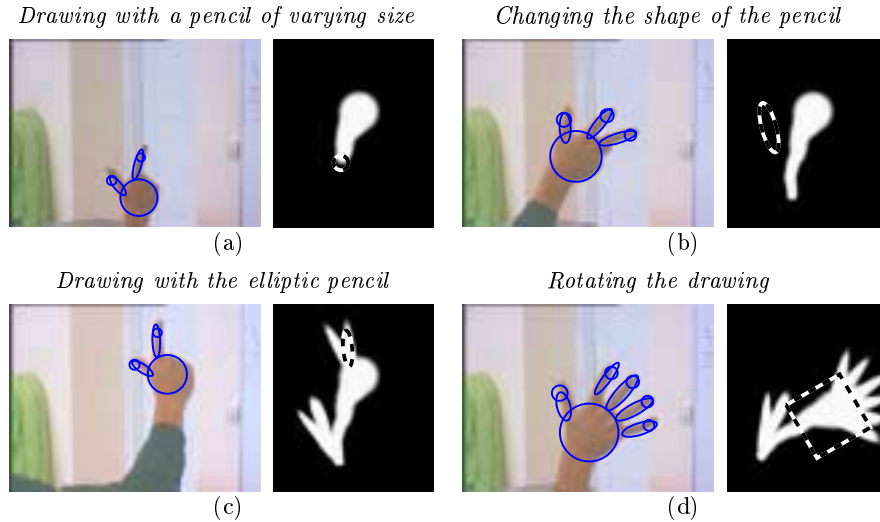 Drawing with a pencil of varying size
Changing the shape of the pencil
(a)
(b)
Drawing with the elliptic pencil
Rotating the drawing
(c)
(d)